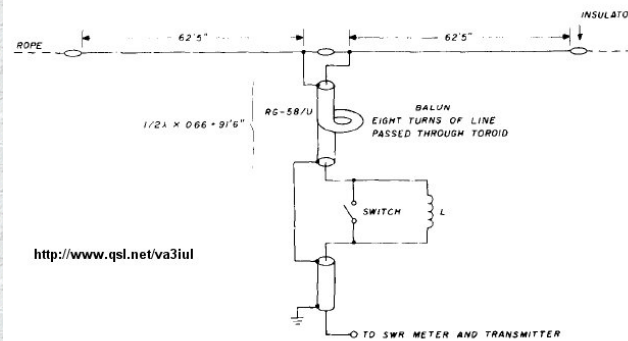 INSULATO
62'5" 62'5"
ROPE
RG-58/U
BALUN
EIGHT TURNS OF LINE
PASSED THROUGH TOROID
1/2λ × 0.66 = 91'6"
SWITCH L
http://www.qsl.net/va3iul
TO SWR METER AND TRANSMITTER